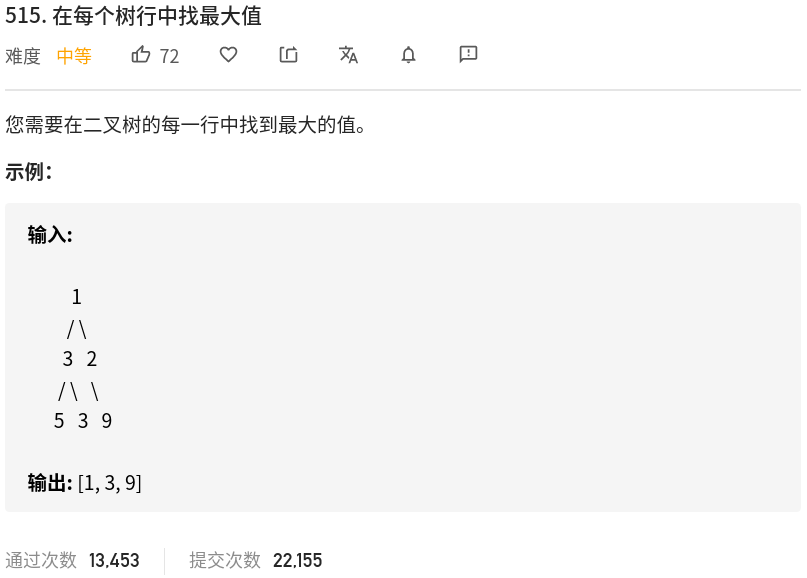 515. 在每个树行中找最大值
难度 中等 72
您需要在二叉树的每一行中找到最大的值。
示例：
输入:
1
/ \
3 2
/ \ \
5 3 9
输出: [1, 3, 9]
通过次数 13,453 提交次数 22,155